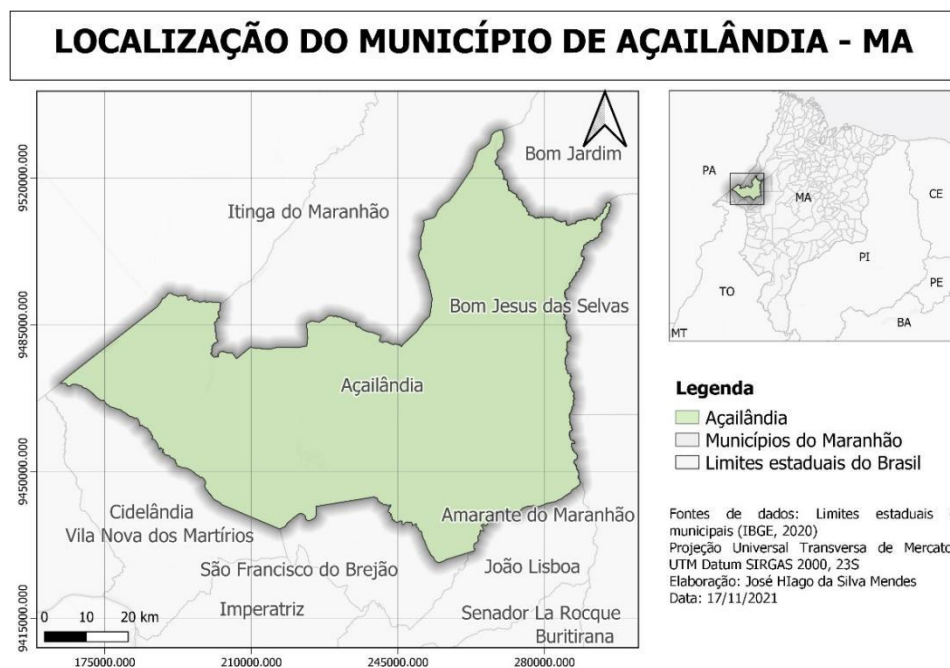 LOCALIZAÇÃO DO MUNICÍPIO DE AÇAILÂNDIA - MA
Bom Jardim
Itinga do Maranhão
Bom Jesus das Selvas
Açailândia
Cidelândia
Amarante do Maranhão
Vila Nova dos Martírios
São Francisco do Brejão
João Lisboa
Imperatriz
Senador La Rocque
Buritirana
0 10 20 km
9520000.000
9485000.000
9450000.000
9415000.000
175000.000 210000.000 245000.000 280000.000
PA
MA
CE
PI
TO
PE
BA
MT
Legenda
Açailândia
Municípios do Maranhão
Limites estaduais do Brasil
Fontes de dados: Limites estaduais
municipais (IBGE, 2020)
Projeção Universal Transversa de Mercato
UTM Datum SIRGAS 2000, 23S
Elaboração: José HIago da Silva Mendes
Data: 17/11/2021